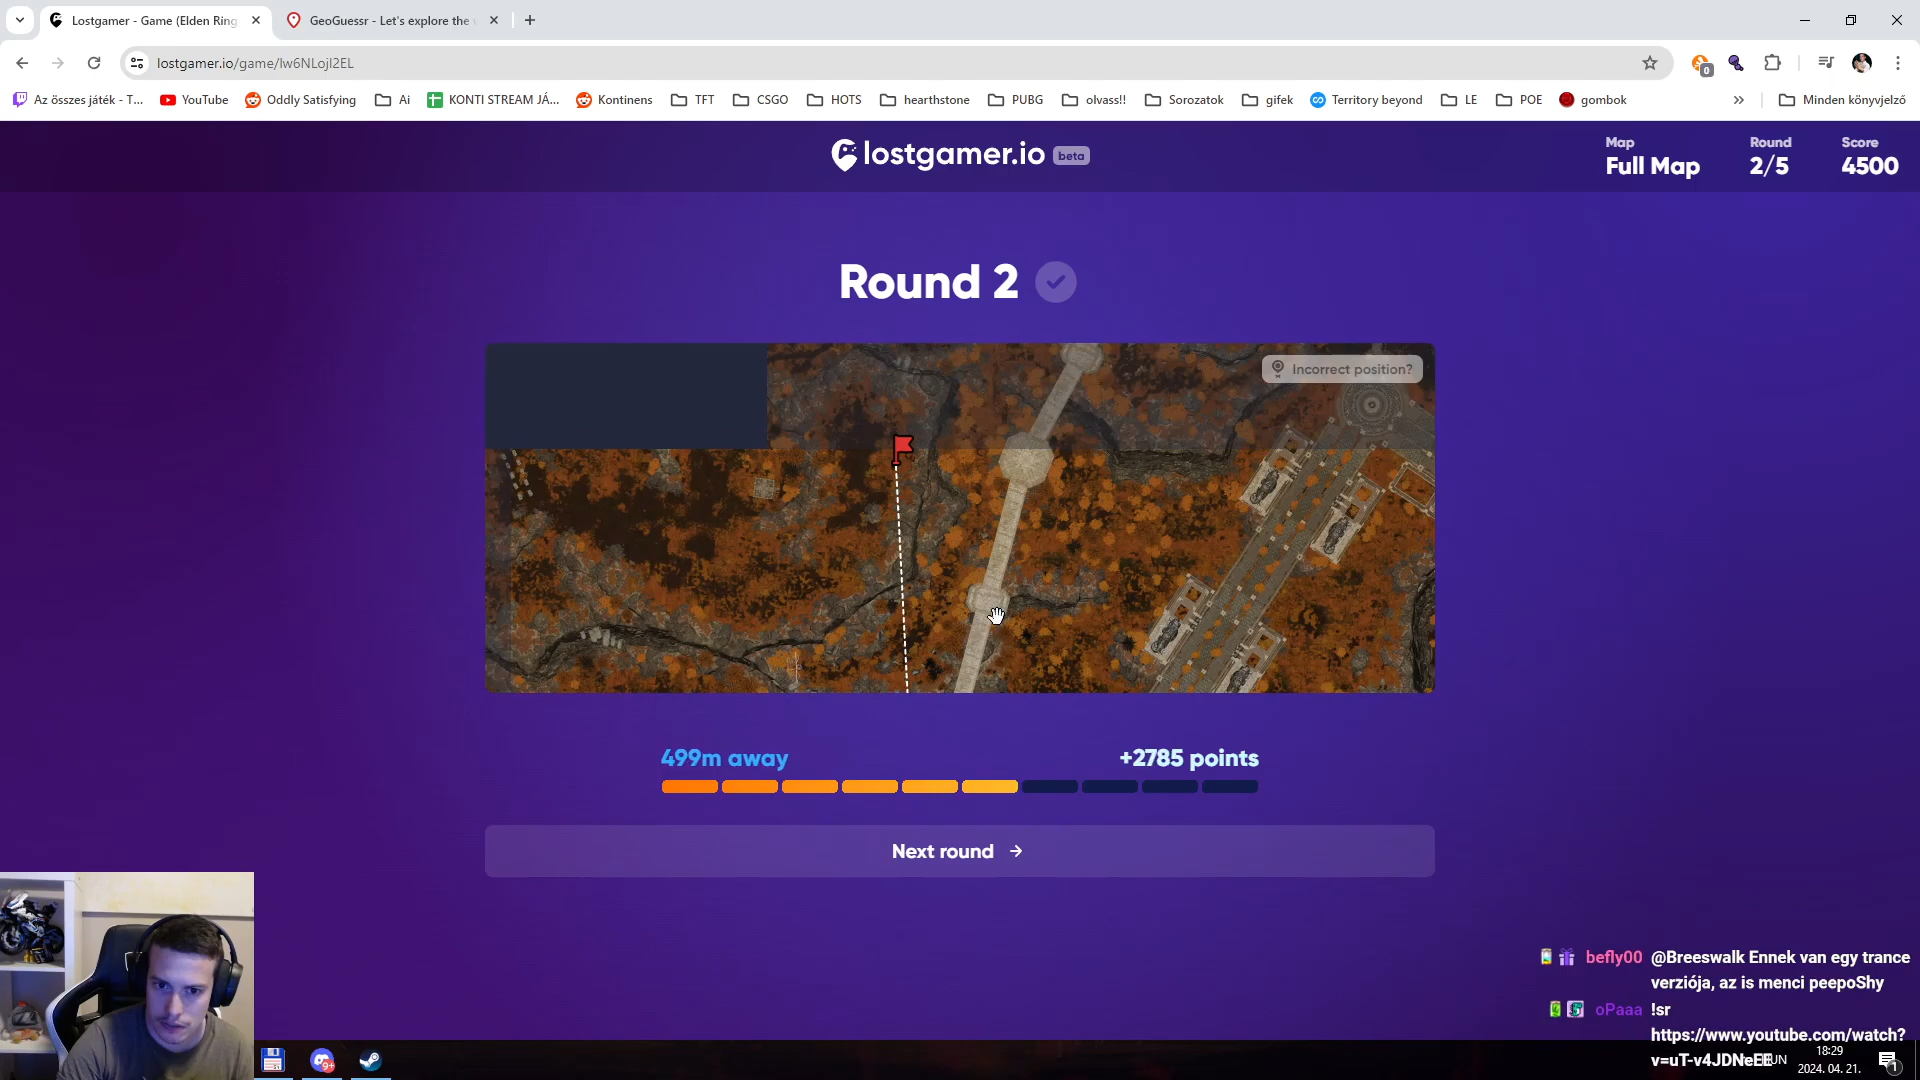 Lostgamer - Game (Elden Ring
GeoGuessr - Let's explore the
lostgamer.io/game/lw6NLojI2EL
0
Az összes játék - T...
YouTube
Oddly Satisfying
Ai
KONTI STREAM JÁ...
Kontinens
TFT
CSGO
HOTS
hearthstone
PUBG
olvass!!
Sorozatok
gifek
Territory beyond
LE
POE
gombok
Minden könyvjelző
lostgamer.io beta
Map
Full Map
Round
2/5
Score
4500
Round 2
Incorrect position?
499m away
+2785 points
Next round
befly00 @Breeswalk Ennek van egy trance
verziója, az is menci peepoShy
oPaaa !sr
https://www.youtube.com/watch?
v=uT-v4JDNeEE
HUN
18:29
2024. 04. 21.
1
9+